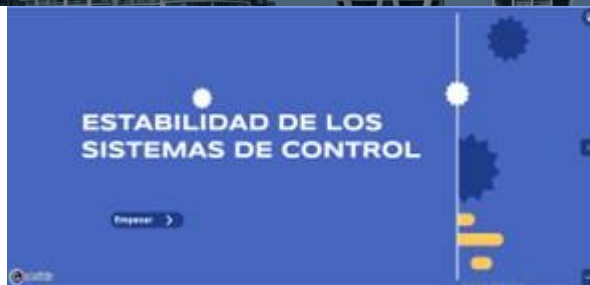 ESTABILIDAD DE LOS
SISTEMAS DE CONTROL
Empezar